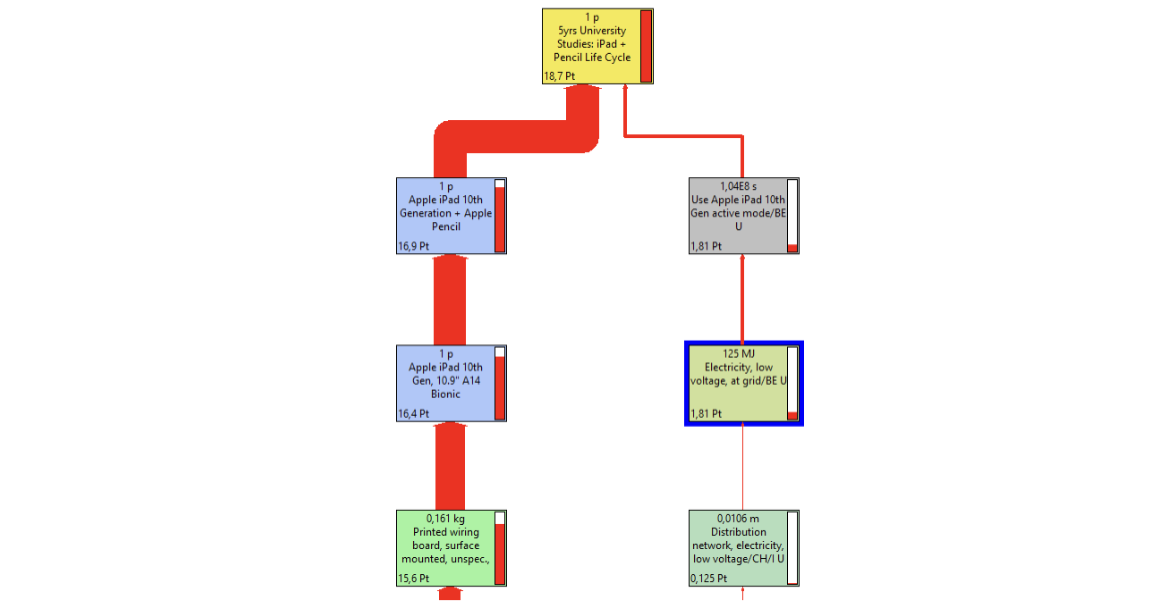 1 p
5yrs University
Studies: iPad +
Pencil Life Cycle
18,7 Pt
1 p
Apple iPad 10th
Generation + Apple
Pencil
16,9 Pt
1,04E8 s
Use Apple iPad 10th
Gen active mode/BE
U
1,81 Pt
1 p
Apple iPad 10th
Gen, 10.9" A14
Bionic
16,4 Pt
125 MJ
Electricity, low
voltage, at grid/BE U
1,81 Pt
0,161 kg
Printed wiring
board, surface
mounted, unspec.,
15,6 Pt
0,0106 m
Distribution
network, electricity,
low voltage/CH/I U
0,125 Pt